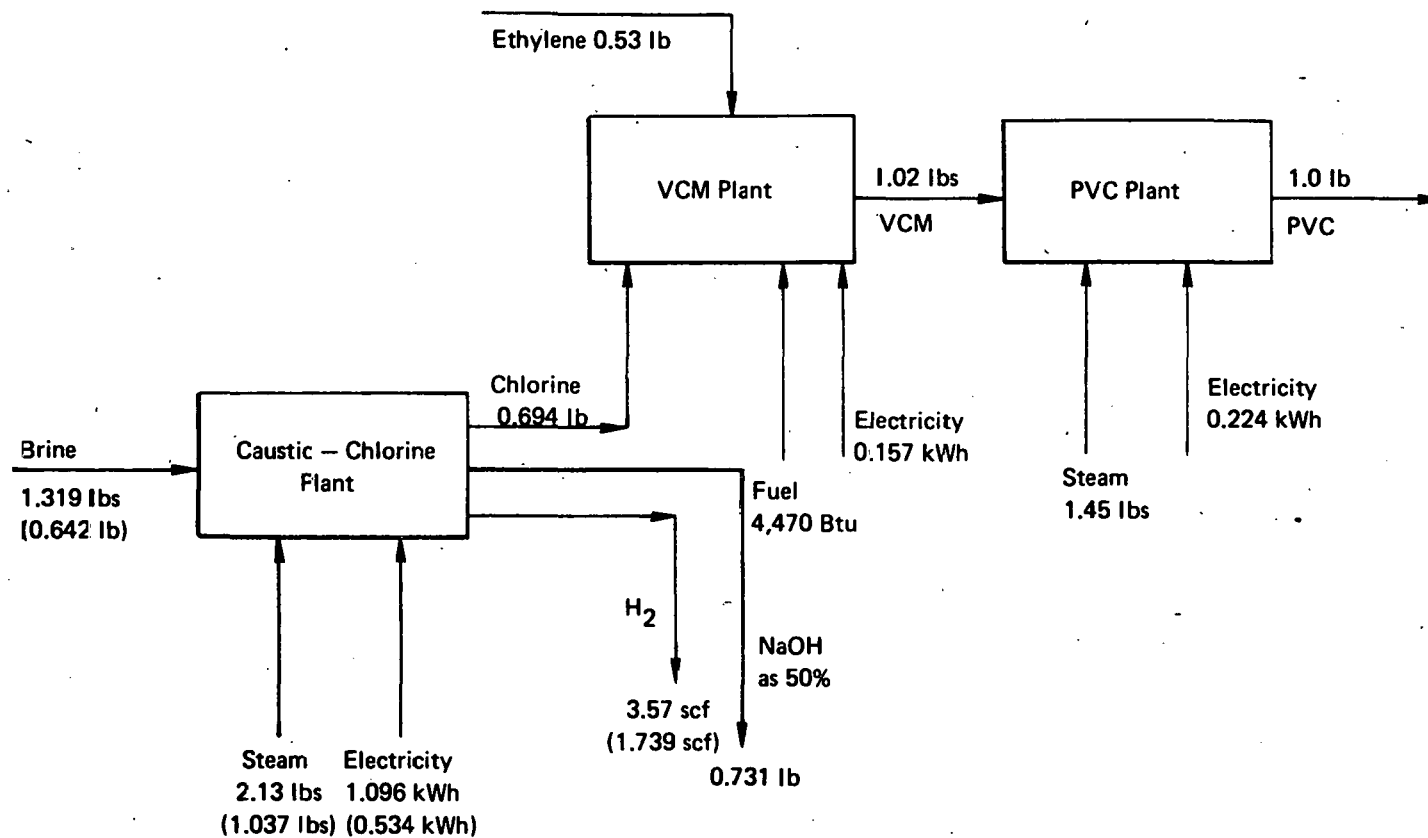 Ethylene 0.53 lb
VCM Plant
1.02 lbs
VCM
PVC Plant
1.0 lb
PVC
Chlorine
0.694 lb
Electricity
0.157 kWh
Electricity
0.224 kWh
Brine
1.319 lbs
(0.642 lb)
Caustic – Chlorine
Plant
Fuel
4,470 Btu
Steam
1.45 lbs
H2
NaOH
as 50%
3.57 scf
(1.739 scf)
0.731 lb
Steam
2.13 lbs
(1.037 lbs)
Electricity
1.096 kWh
(0.534 kWh)